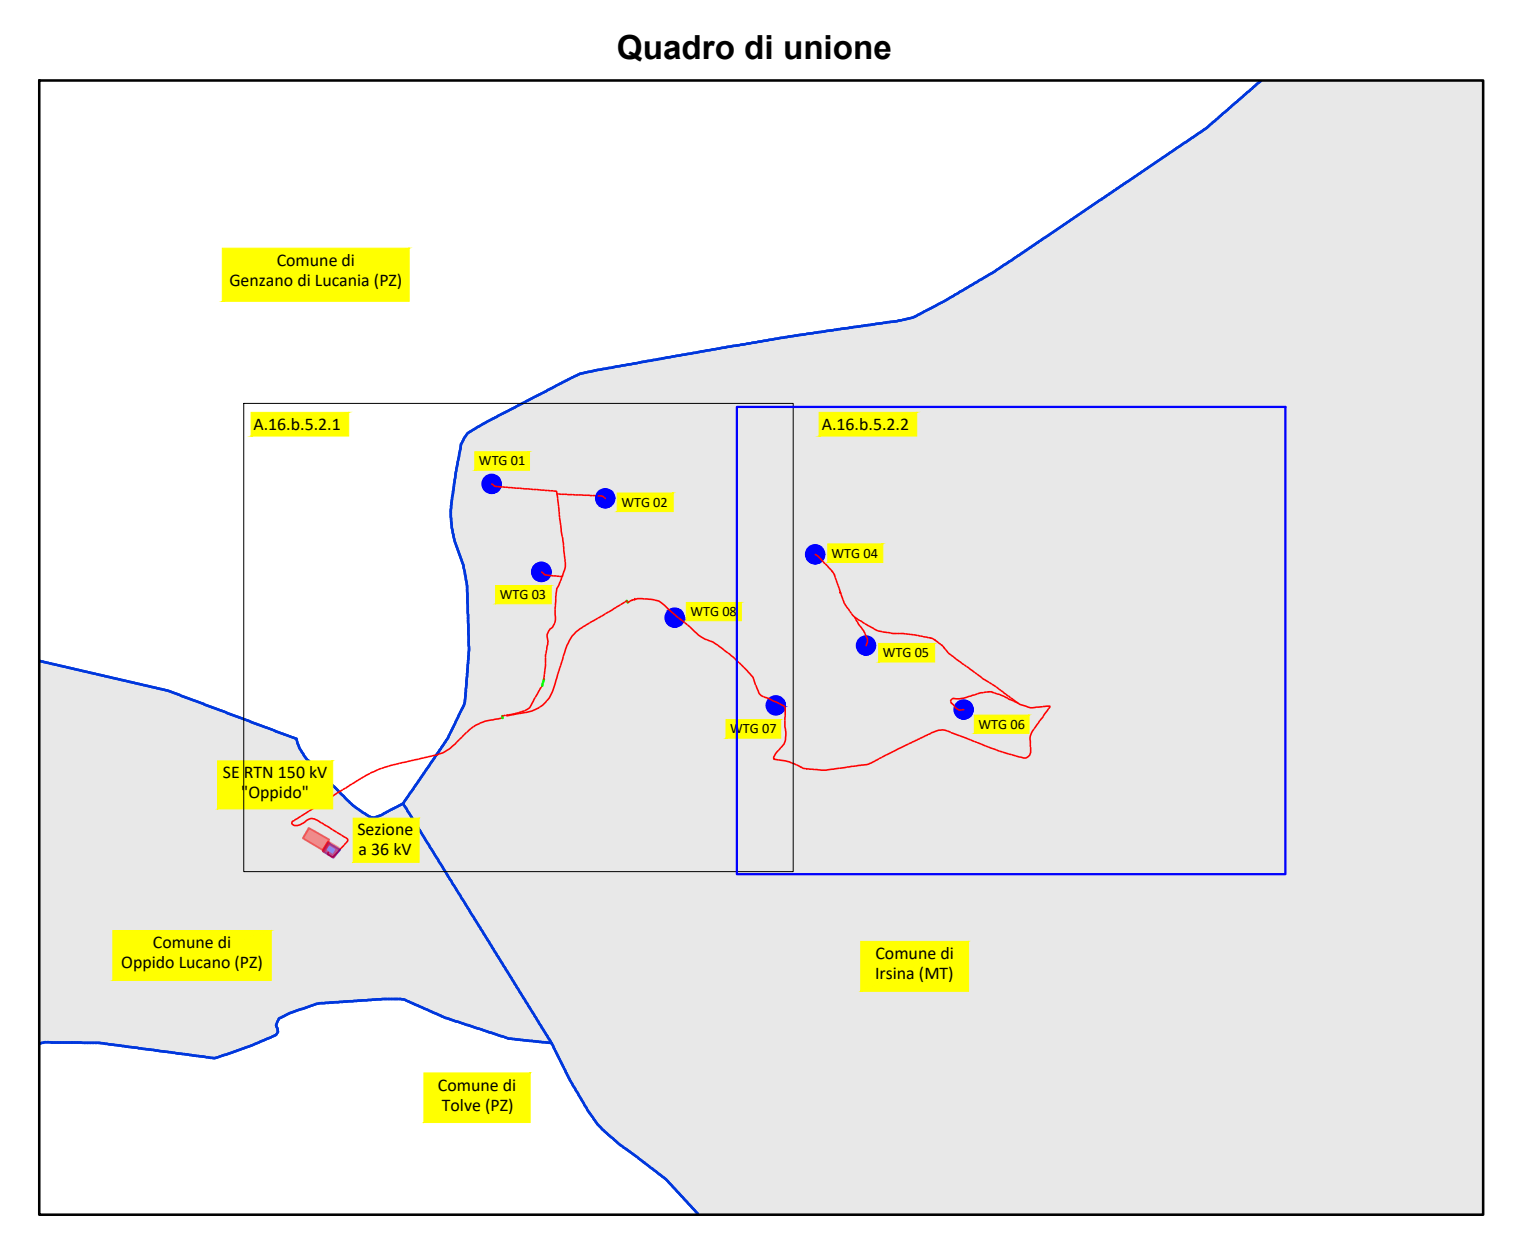 Quadro di unione
Comune di
Genzano di Lucania (PZ)
A.16.b.5.2.1
A.16.b.5.2.2
WTG 01
WTG 02
WTG 04
WTG 03
WTG 08
WTG 05
WTG 06
WTG 07
SE RTN 150 kV
"Oppido"
Sezione
a 36 kV
Comune di
Oppido Lucano (PZ)
Comune di
Irsina (MT)
Comune di
Tolve (PZ)